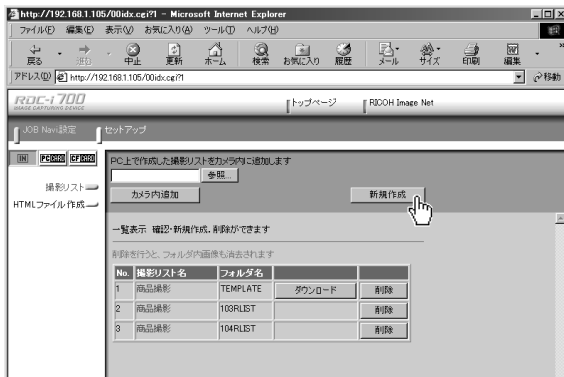 http://192.168.1.105/00idx.cgi?1 - Microsoft Internet Explorer
ファイル(F) 編集(E) 表示(V) お気に入り(A) ツール(T) ヘルプ(H)
戻る 進む 中止 更新 ホーム 検索 お気に入り 履歴 メール サイズ 印刷 編集
アドレス(D) http://192.168.1.105/00idx.cgi?1 移動
RDC-i700 トップページ RICOH Image Net
IMAGE CAPTURING DEVICE
JOB Navi設定 セットアップ
IN PCカード CFカード
PC上で作成した撮影リストをカメラ内に追加します
参照...
撮影リスト カメラ内追加 新規作成
HTMLファイル作成
一覧表示 確認・新規作成、削除ができます
削除を行うと、フォルダ内画像も消去されます
No. 撮影リスト名 フォルダ名
1 商品撮影 TEMPLATE ダウンロード 削除
2 商品撮影 103RLIST 削除
3 商品撮影 104RLIST 削除